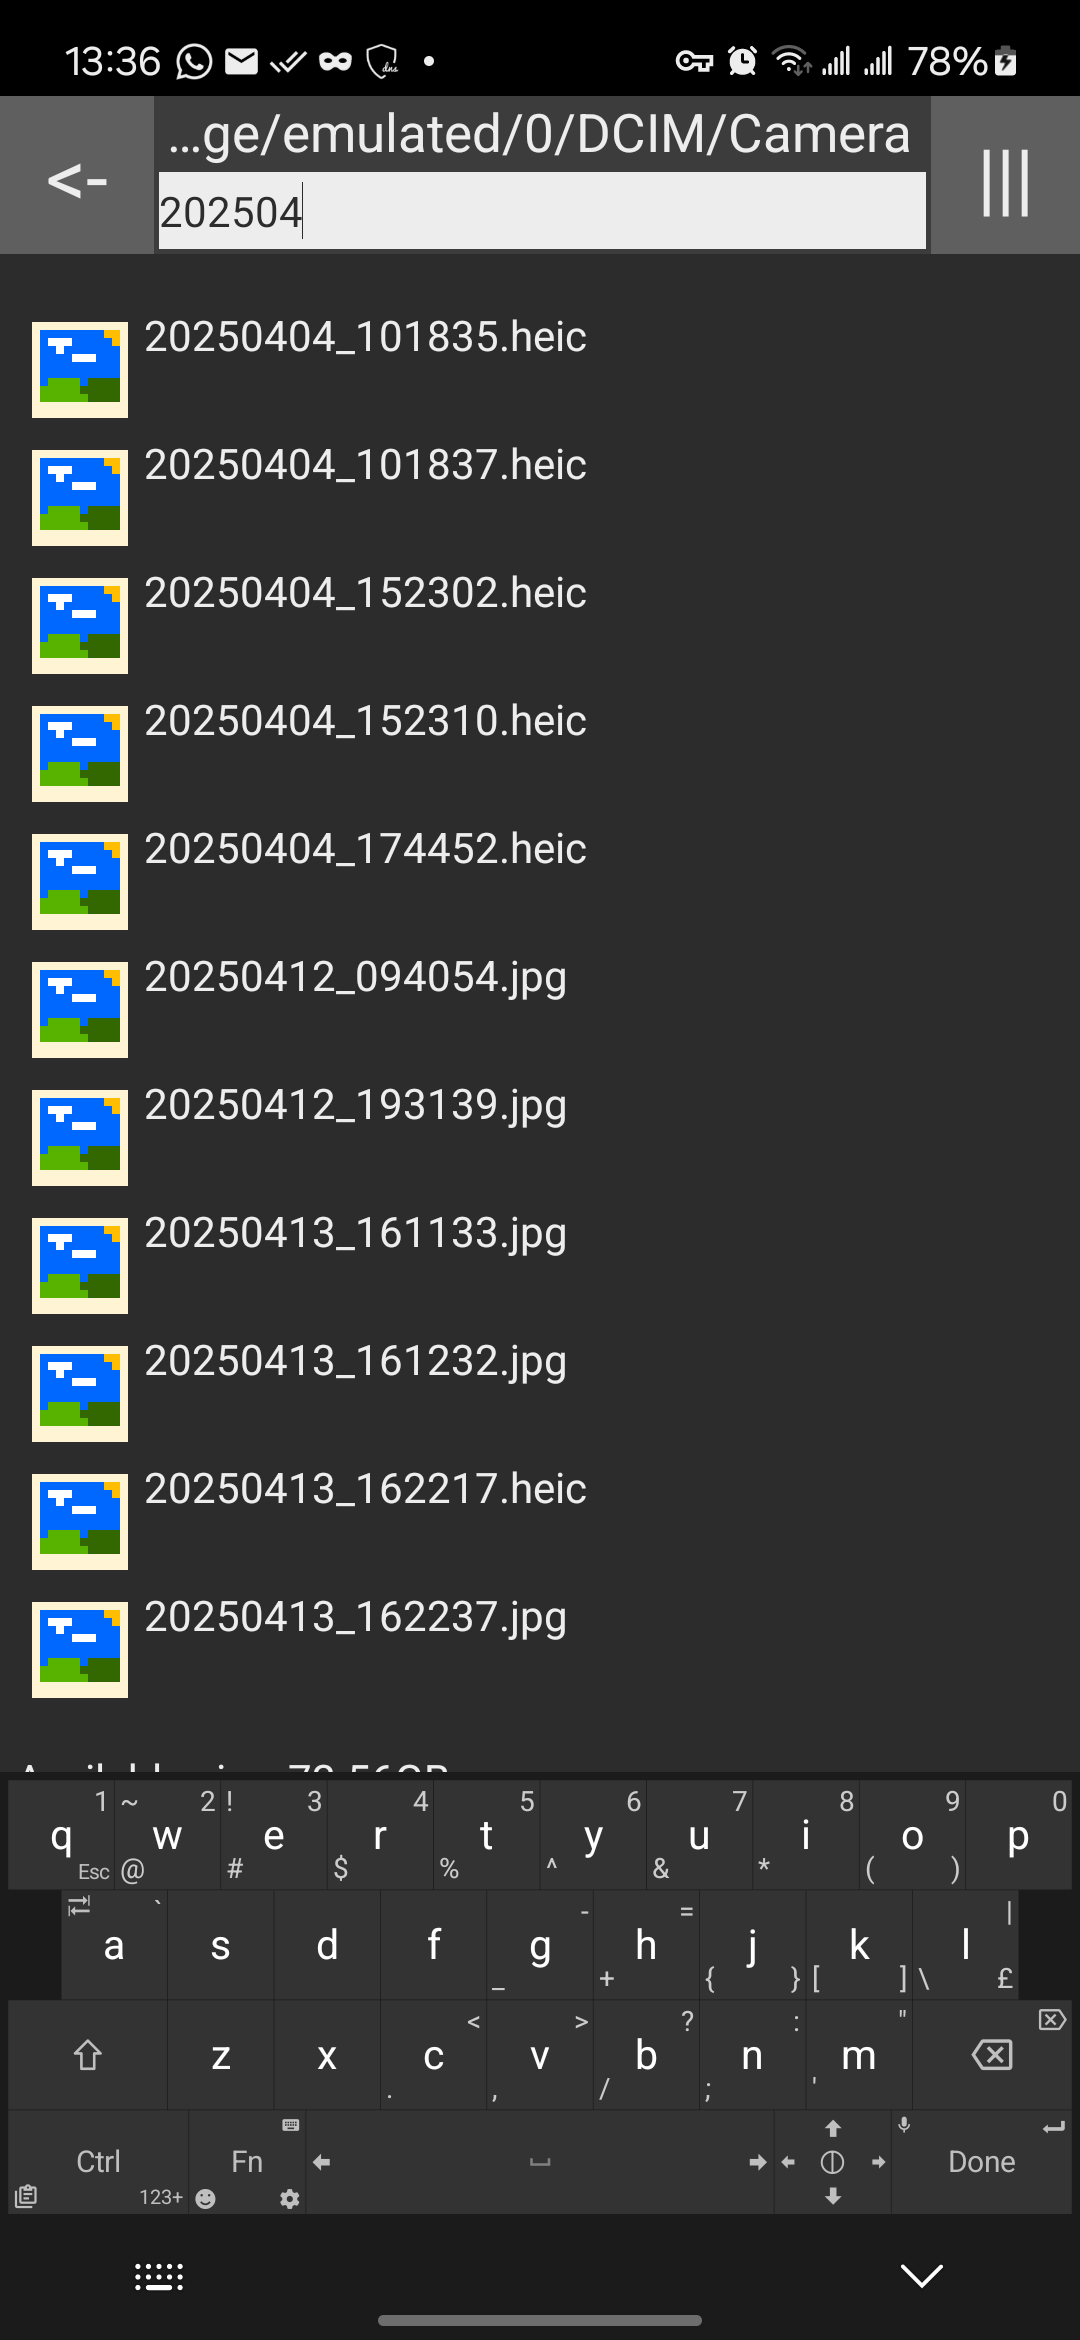 13:36 dns 78%
<- ...ge/emulated/0/DCIM/Camera |||
202504
20250404_101835.heic
20250404_101837.heic
20250404_152302.heic
20250404_152310.heic
20250404_174452.heic
20250412_094054.jpg
20250412_193139.jpg
20250413_161133.jpg
20250413_161232.jpg
20250413_162217.heic
20250413_162237.jpg
1 ~ 2 ! 3 4 5 6 7 8 9 0
q w e r t y u i o p
Esc @ # $ % ^ & * ( )
` - = |
a s d f g h j k l
_ + { } [ ] \ £
< > ? : "
z x c v b n m
. , / ; '
Ctrl Fn Done
123+